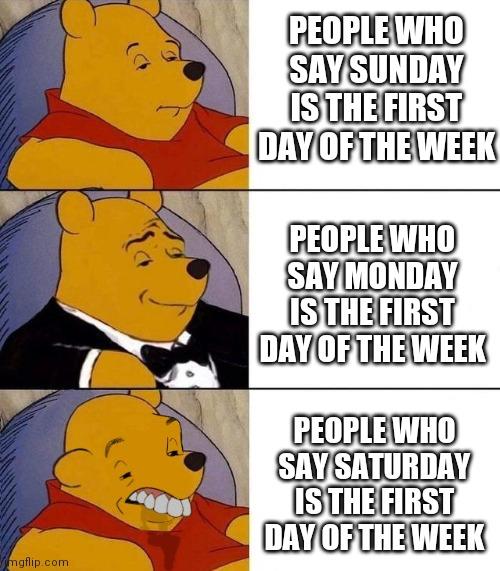 PEOPLE WHO
SAY SUNDAY
IS THE FIRST
DAY OF THE WEEK
PEOPLE WHO
SAY MONDAY
IS THE FIRST
DAY OF THE WEEK
PEOPLE WHO
SAY SATURDAY
IS THE FIRST
DAY OF THE WEEK
imgflip.com